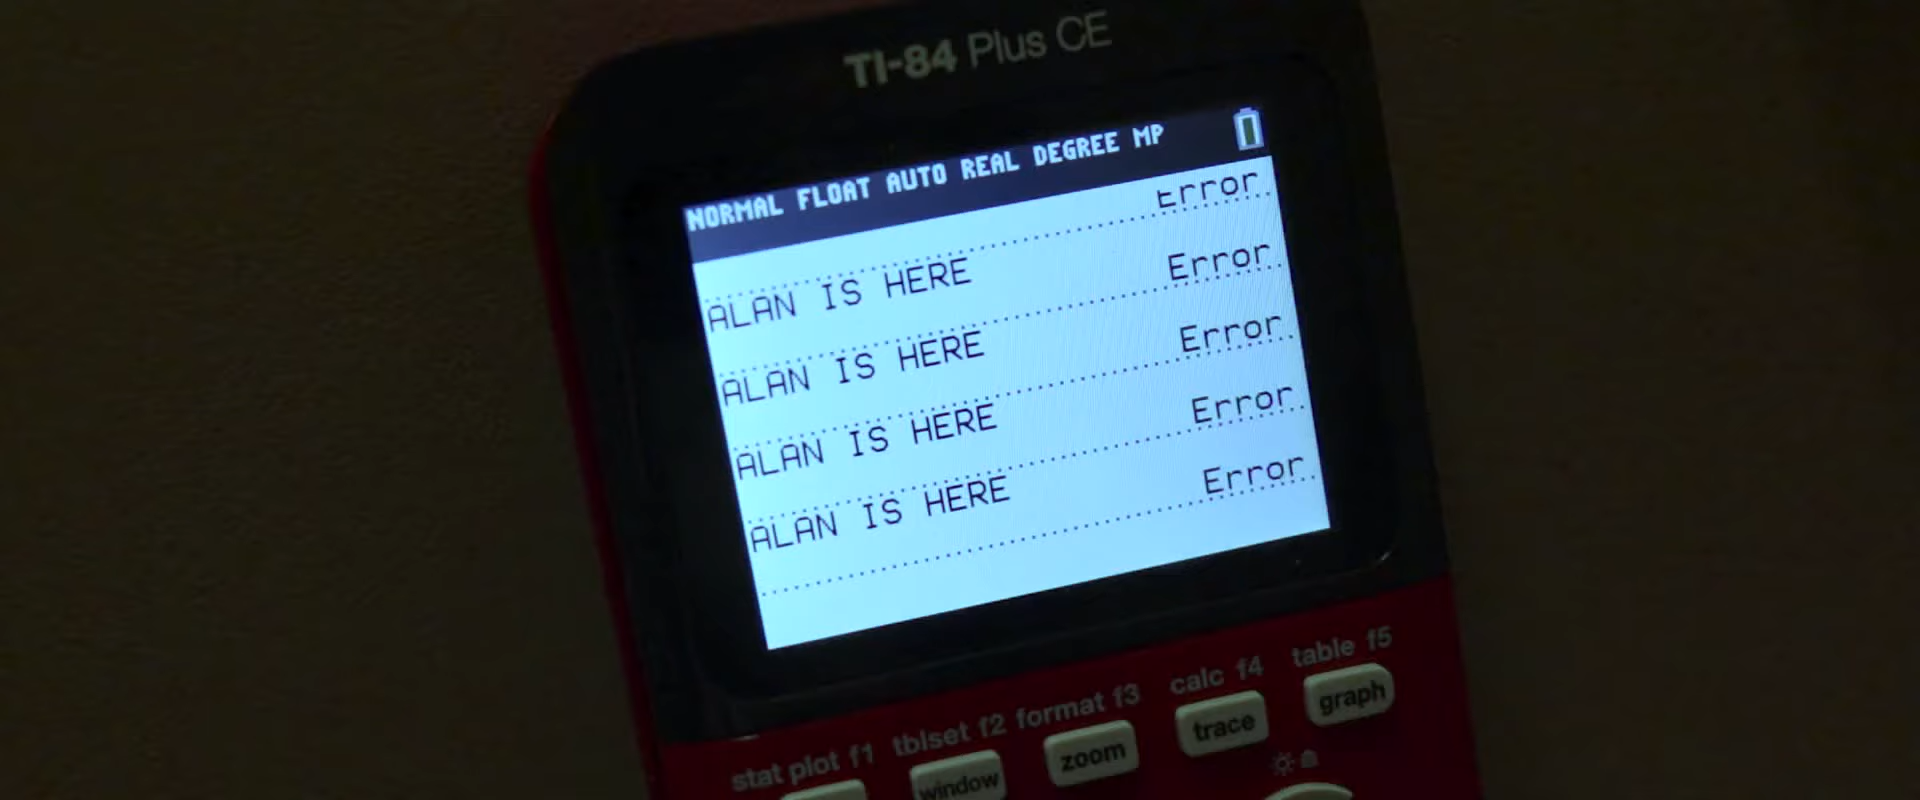 TI-84 Plus CE
NORMAL FLOAT AUTO REAL DEGREE MP
Error
ALAN IS HERE
Error
ALAN IS HERE
Error
ALAN IS HERE
Error
ALAN IS HERE
Error
stat plot f1 tblset f2 format f3 calc f4 table f5
window zoom trace graph